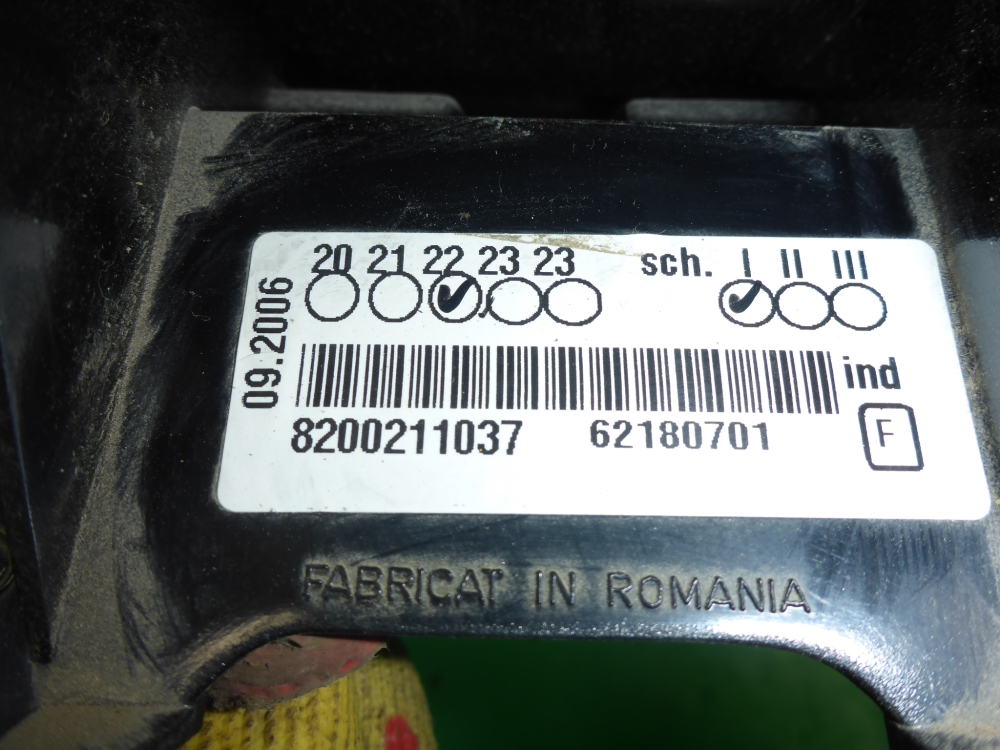 20 21 22 23 23 sch. I II III
09.2006
ind
8200211037 62180701
F
FABRICAT IN ROMANIA